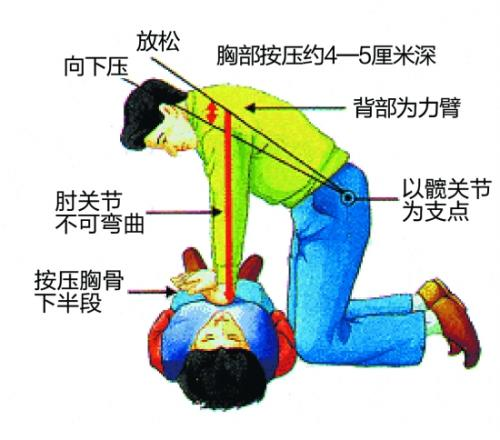 放松
胸部按压约4—5厘米深
向下压
背部为力臂
肘关节
不可弯曲
以髋关节
为支点
按压胸骨
下半段